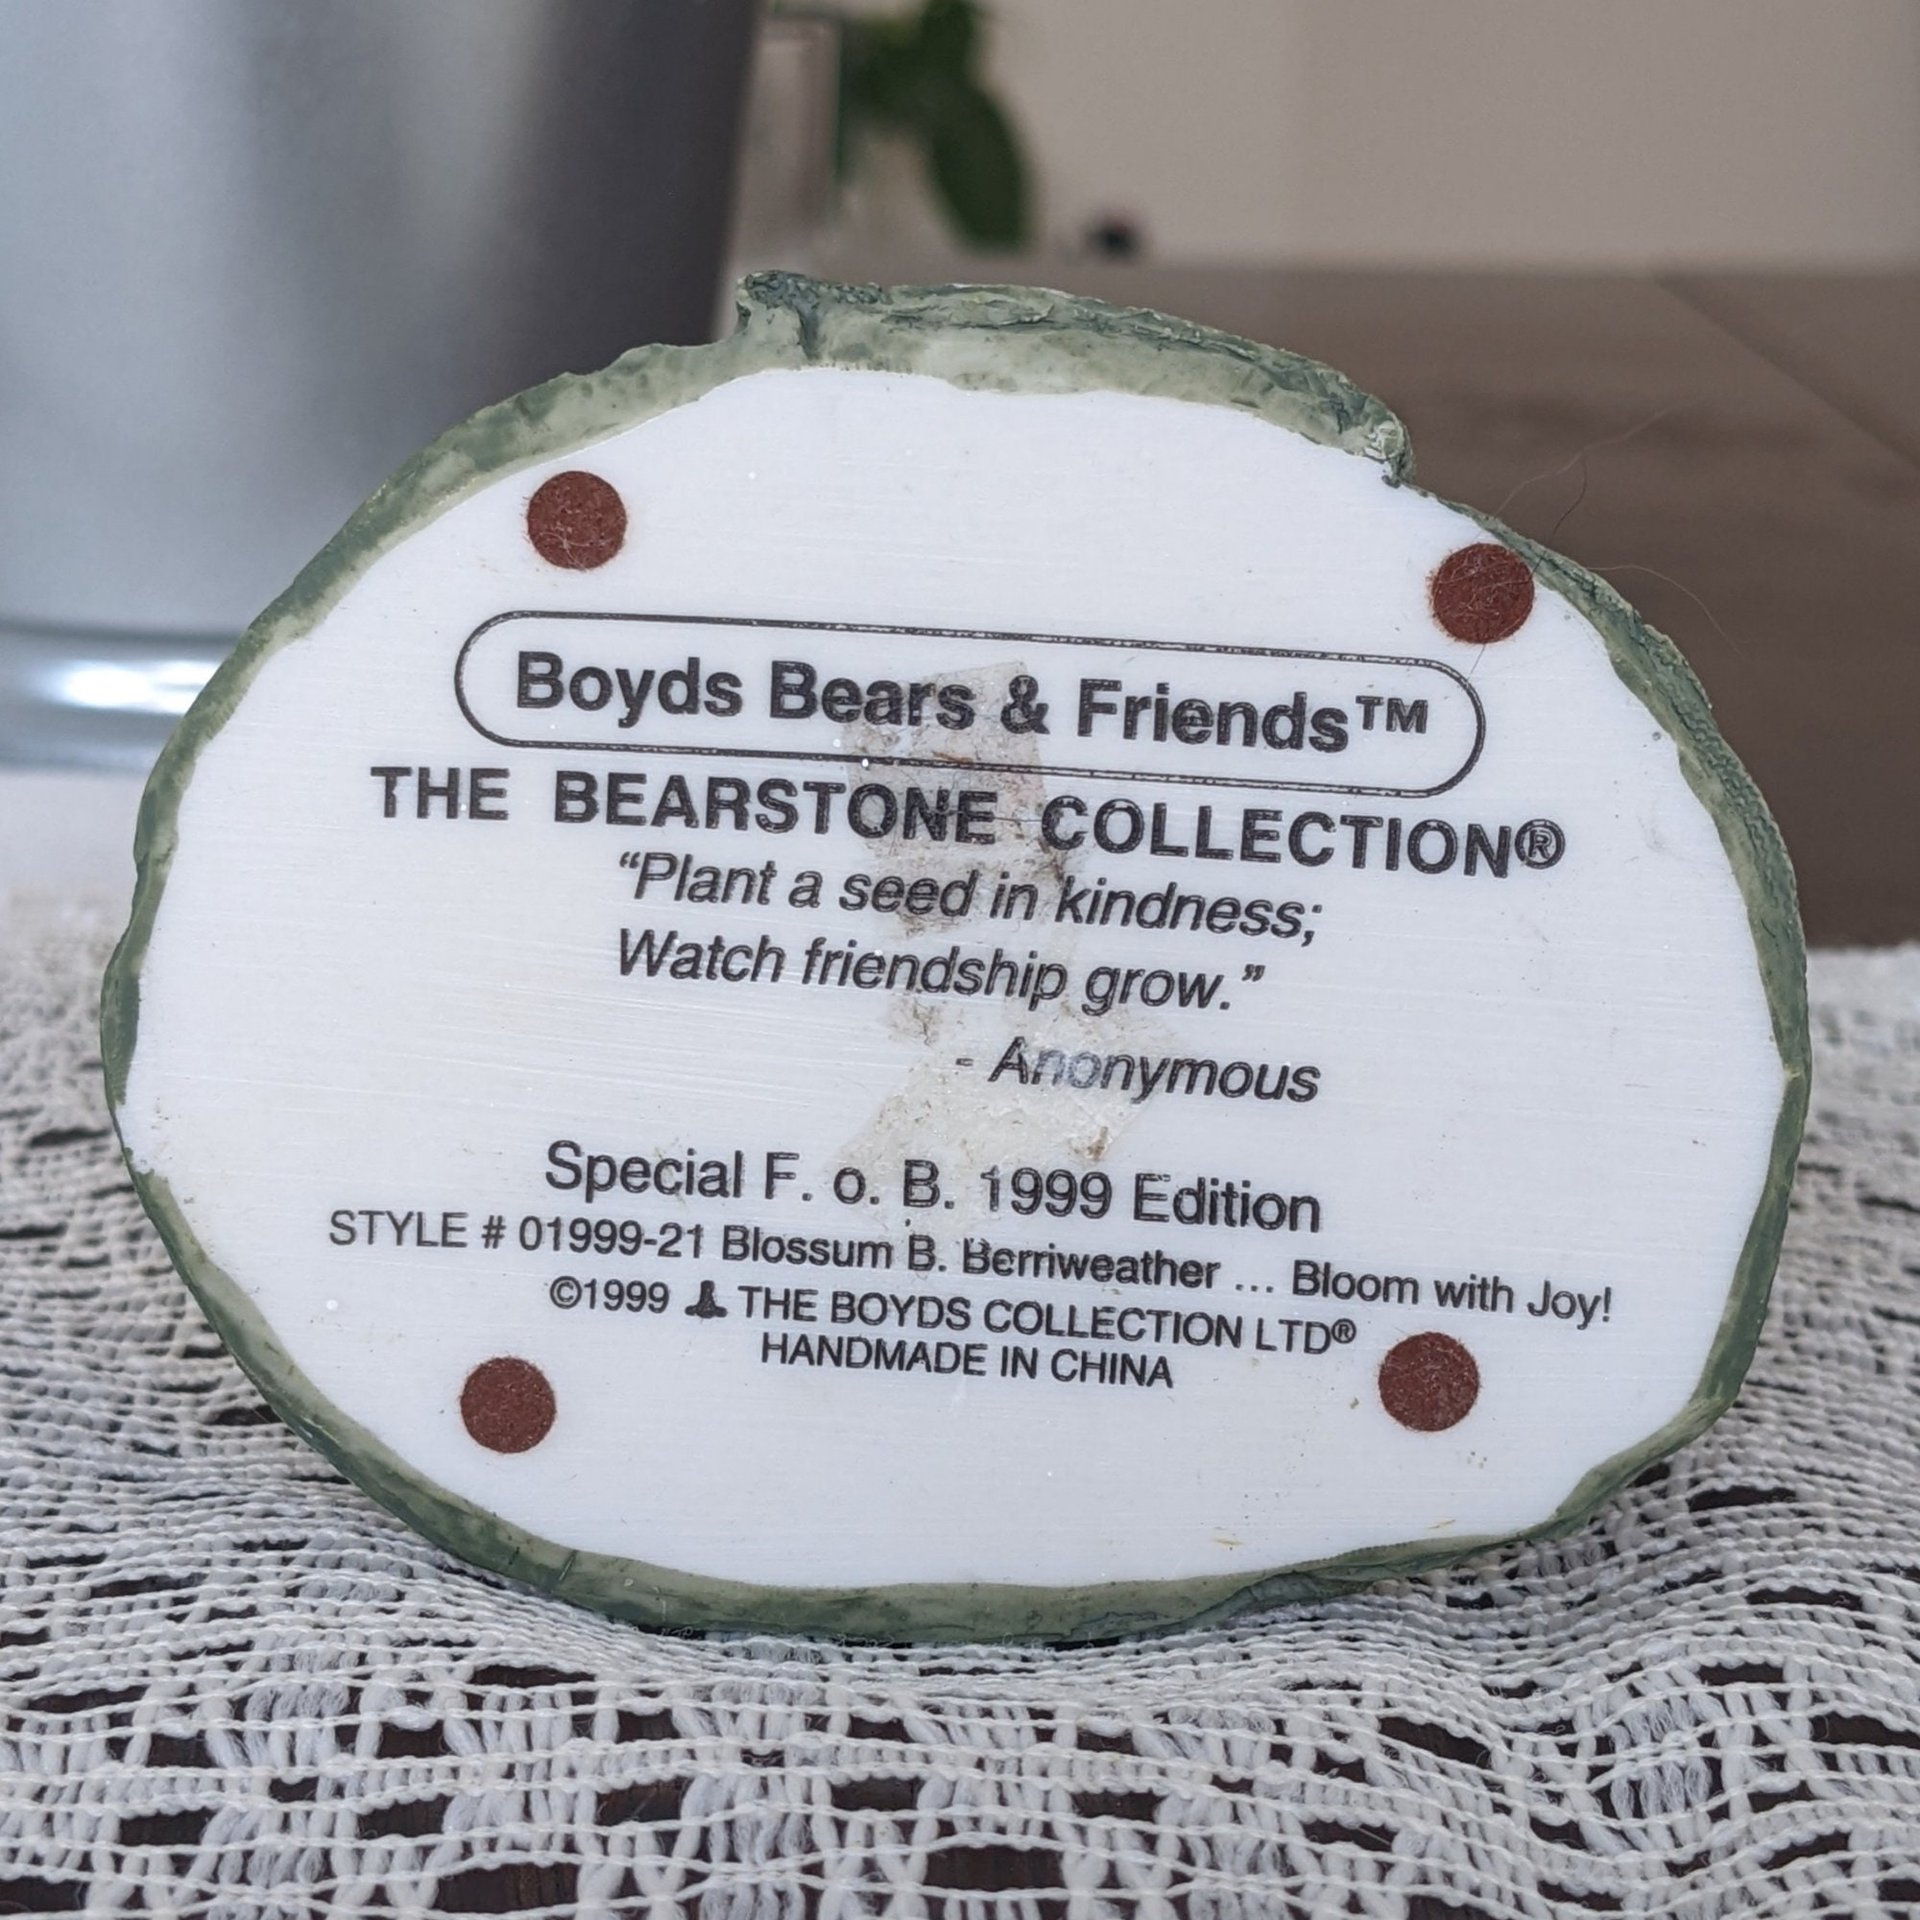 Boyds Bears & Friends™
THE BEARSTONE COLLECTION®
“Plant a seed in kindness;
Watch friendship grow.”
- Anonymous
Special F. o. B. 1999 Edition
STYLE # 01999-21 Blossum B. Berriweather ... Bloom with Joy!
©1999 THE BOYDS COLLECTION LTD®
HANDMADE IN CHINA